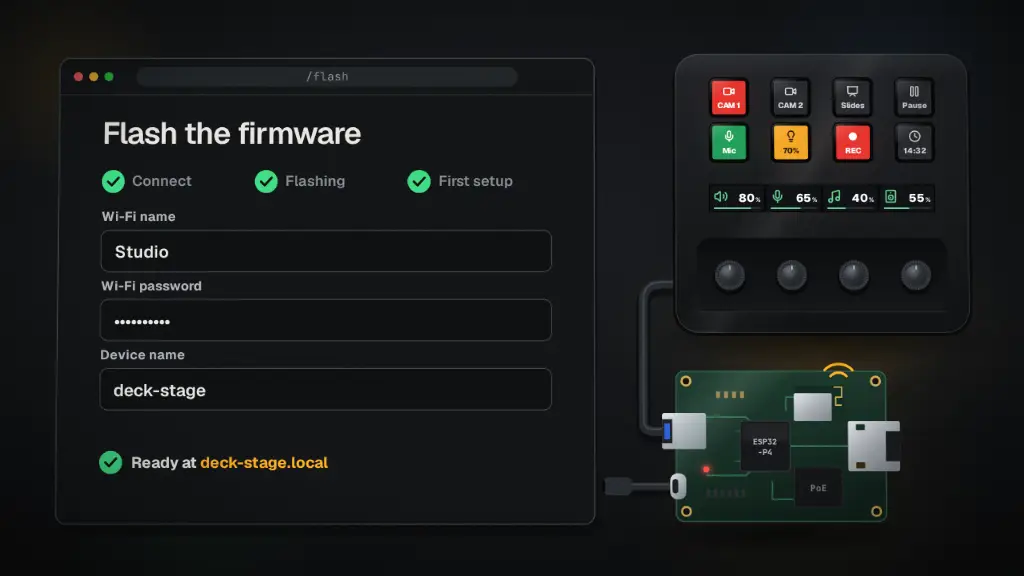 /flash
Flash the firmware
Connect
Flashing
First setup
Wi-Fi name
Studio
Wi-Fi password
••••••••••
Device name
deck-stage
Ready at deck-stage.local
CAM 1
CAM 2
Slides
Pause
Mic
70%
REC
14:32
80%
65%
40%
55%
ESP32
-P4
PoE